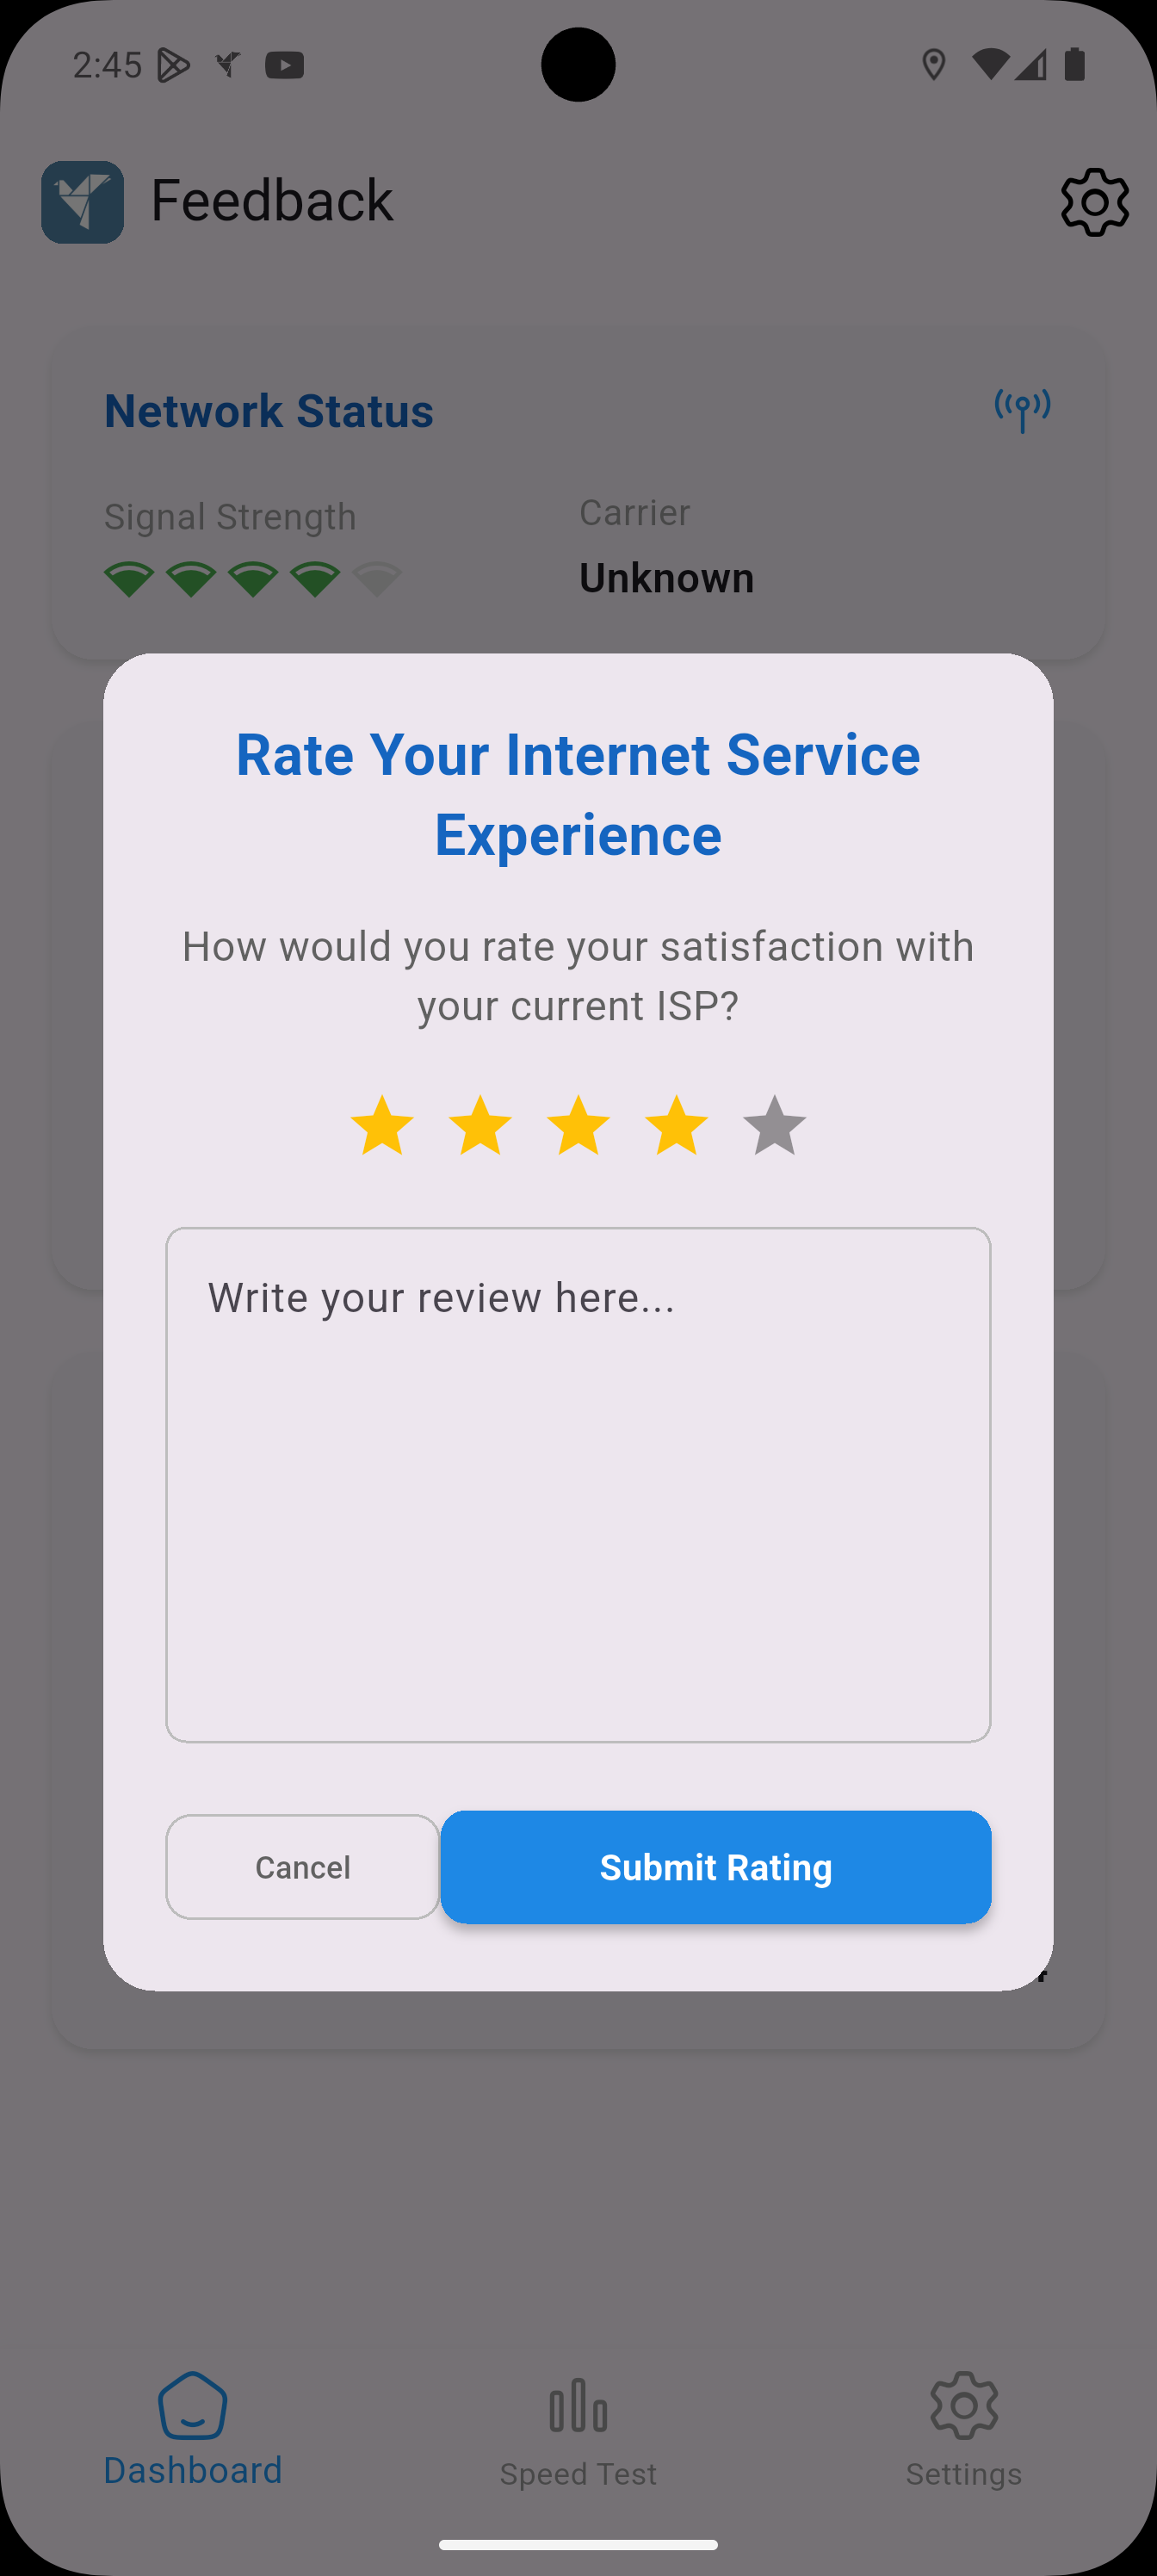 2:45
Feedback
Network Status
Signal Strength
Carrier
Unknown
Rate Your Internet Service
Experience
How would you rate your satisfaction with
your current ISP?
Write your review here...
Cancel
Submit Rating
Dashboard
Speed Test
Settings